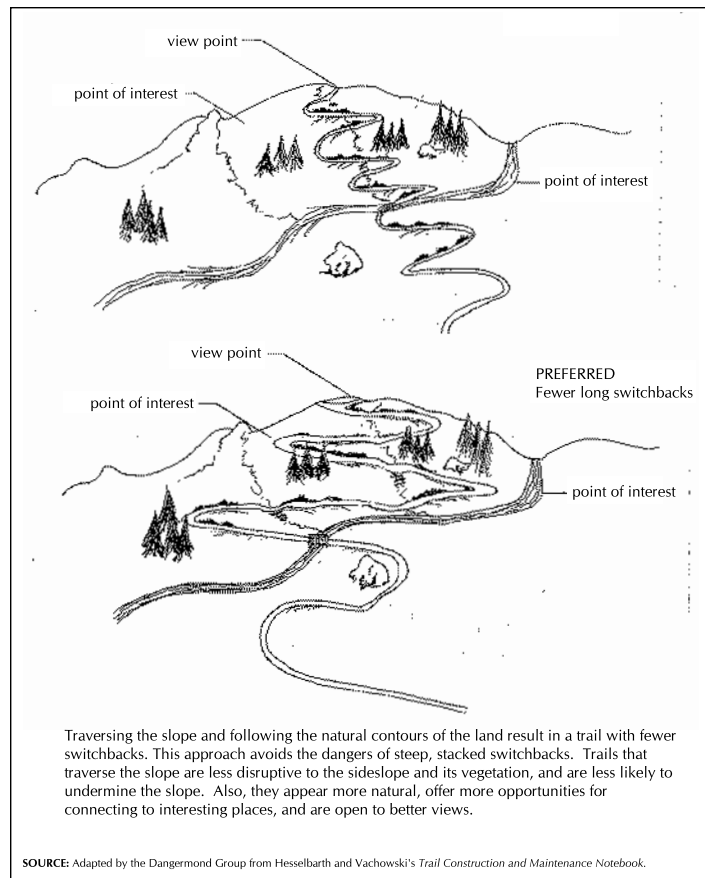 view point
point of interest
point of interest
view point
PREFERRED
Fewer long switchbacks
point of interest
point of interest
Traversing the slope and following the natural contours of the land result in a trail with fewer
switchbacks. This approach avoids the dangers of steep, stacked switchbacks.  Trails that
traverse the slope are less disruptive to the sideslope and its vegetation, and are less likely to
undermine the slope.  Also, they appear more natural, offer more opportunities for
connecting to interesting places, and are open to better views.
SOURCE: Adapted by the Dangermond Group from Hesselbarth and Vachowski's Trail Construction and Maintenance Notebook.